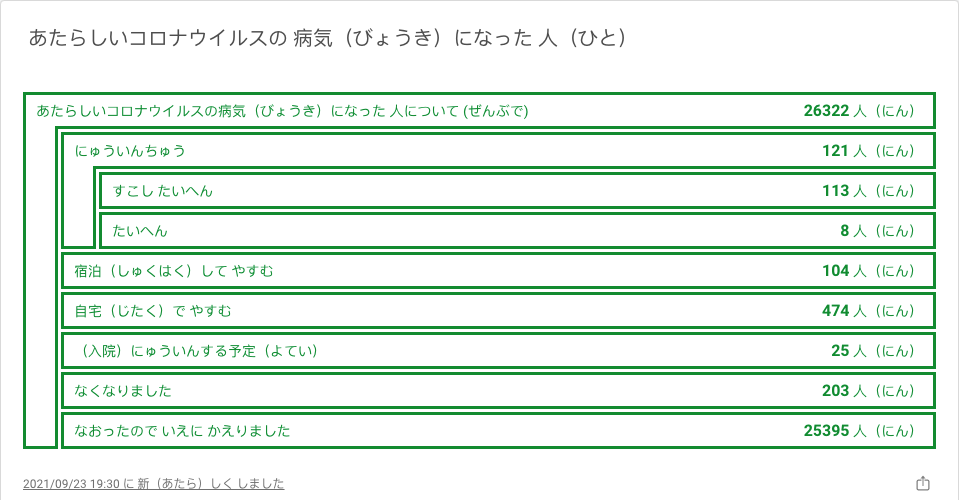 あたらしいコロナウイルスの 病気（びょうき）になった 人（ひと）
あたらしいコロナウイルスの病気（びょうき）になった 人について (ぜんぶで) 26322 人（にん）
にゅういんちゅう 121 人（にん）
すこし たいへん 113 人（にん）
たいへん 8 人（にん）
宿泊（しゅくはく）して やすむ 104 人（にん）
自宅（じたく）で やすむ 474 人（にん）
（入院）にゅういんする予定（よてい） 25 人（にん）
なくなりました 203 人（にん）
なおったので いえに かえりました 25395 人（にん）
2021/09/23 19:30 に 新（あたら）しく しました